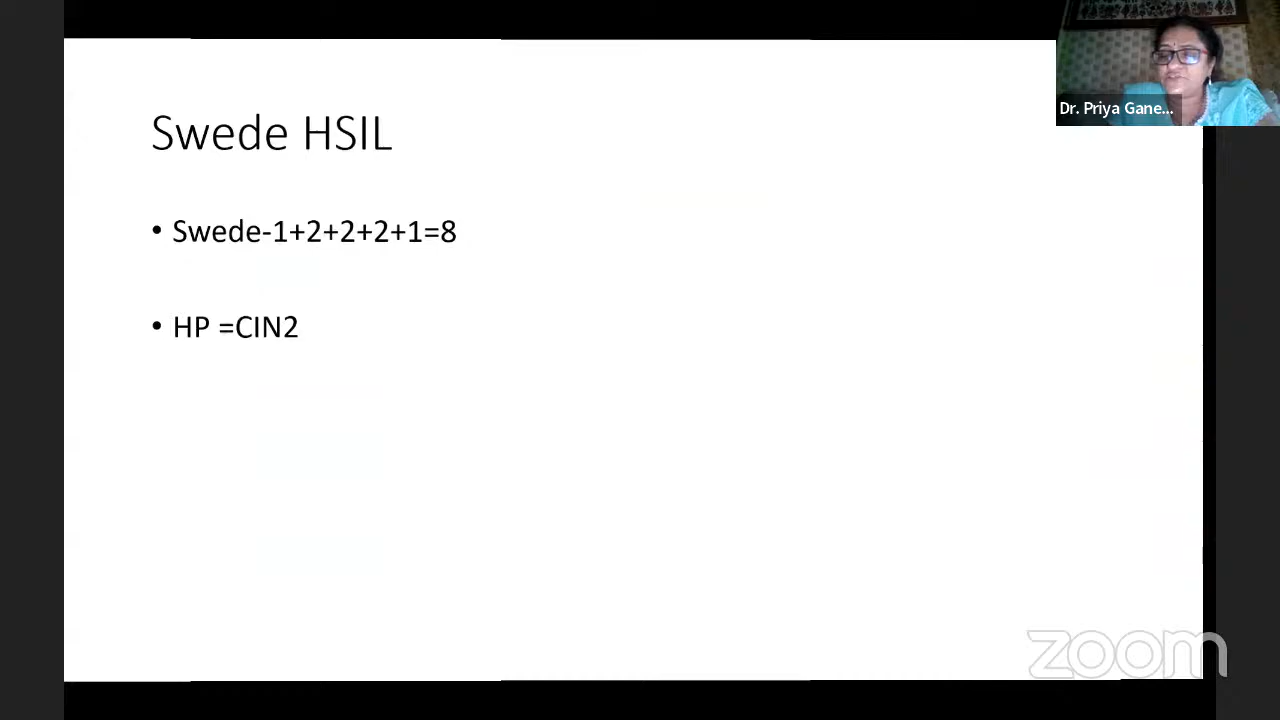 Dr. Priya Gane...
Swede HSIL
• Swede-1+2+2+2+1=8
• HP =CIN2
zoom